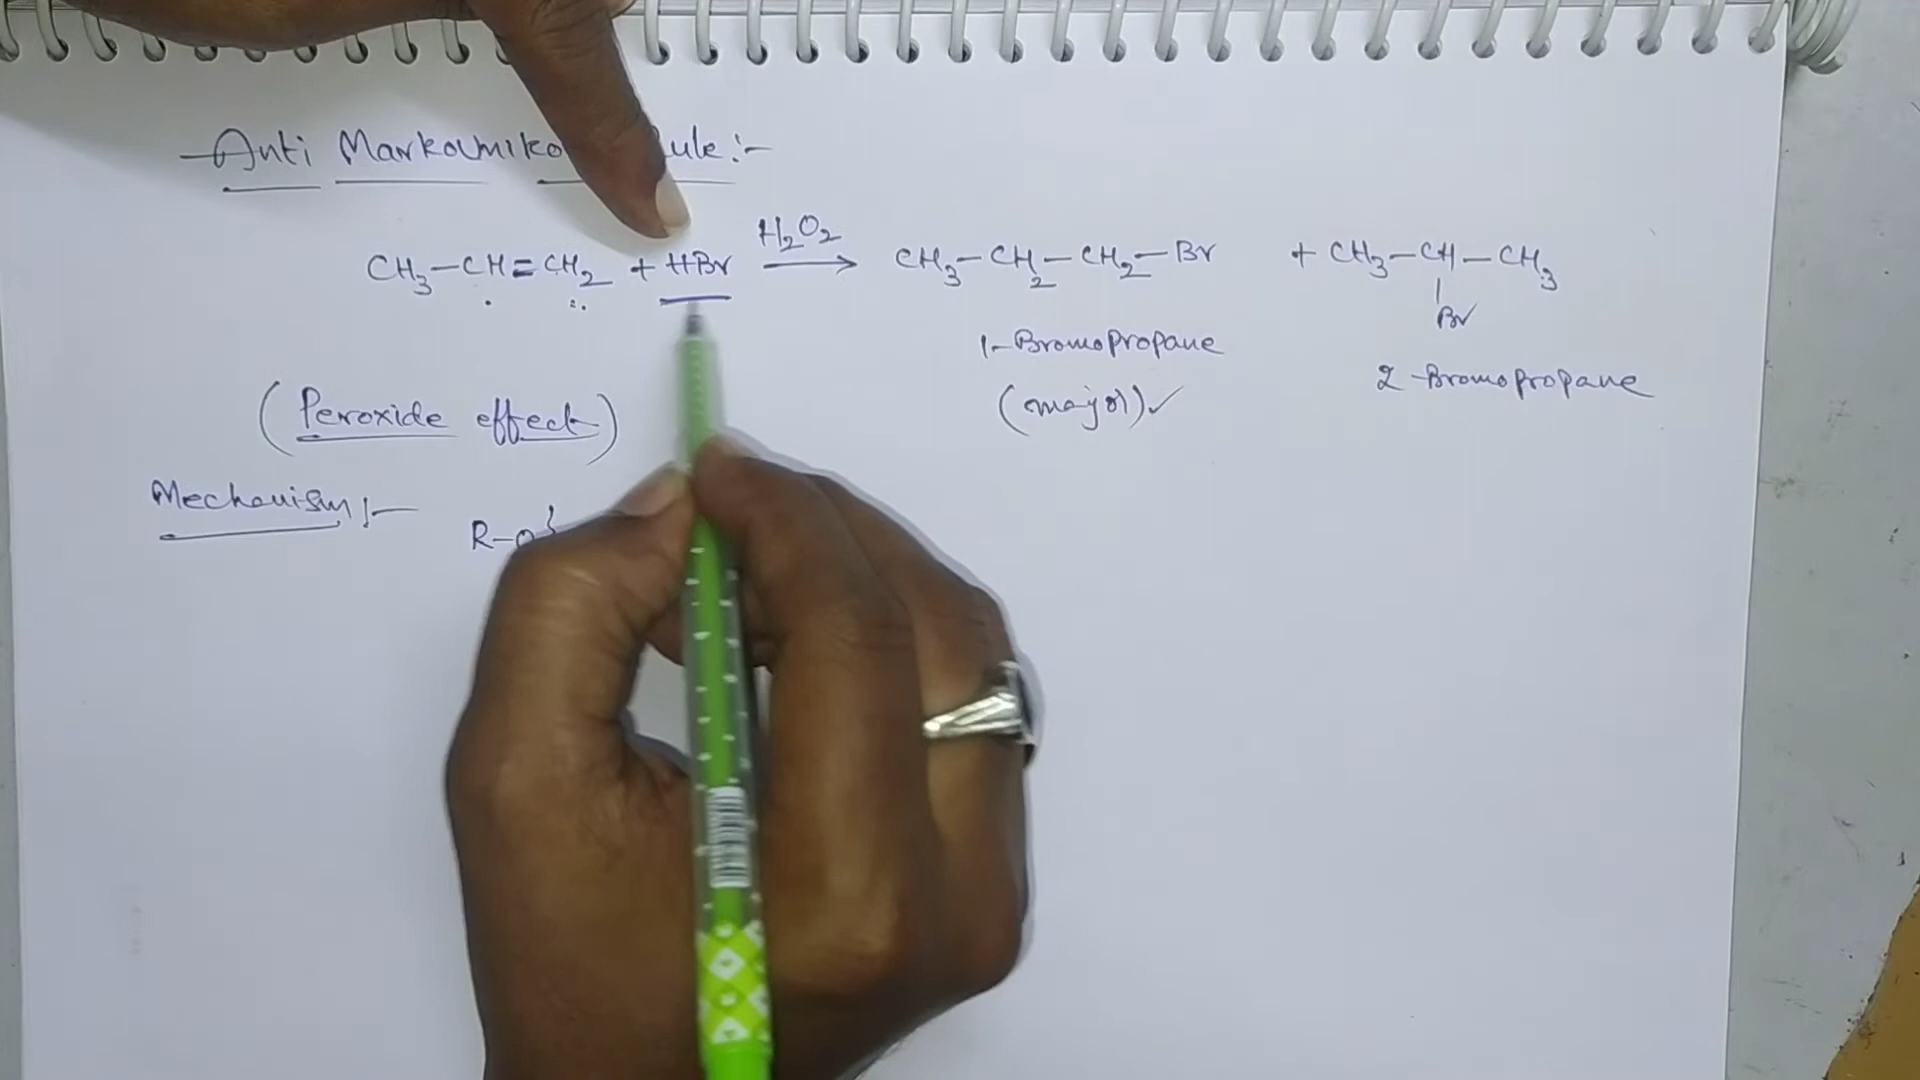 Anti Markovnikov Rule:-
CH3-CH=CH2 + HBr H2O2→ CH3-CH2-CH2-Br + CH3-CH-CH3
Br
1-Bromopropane
2-Bromopropane
(Peroxide effect)
(major)✓
Mechanism:-
R-O